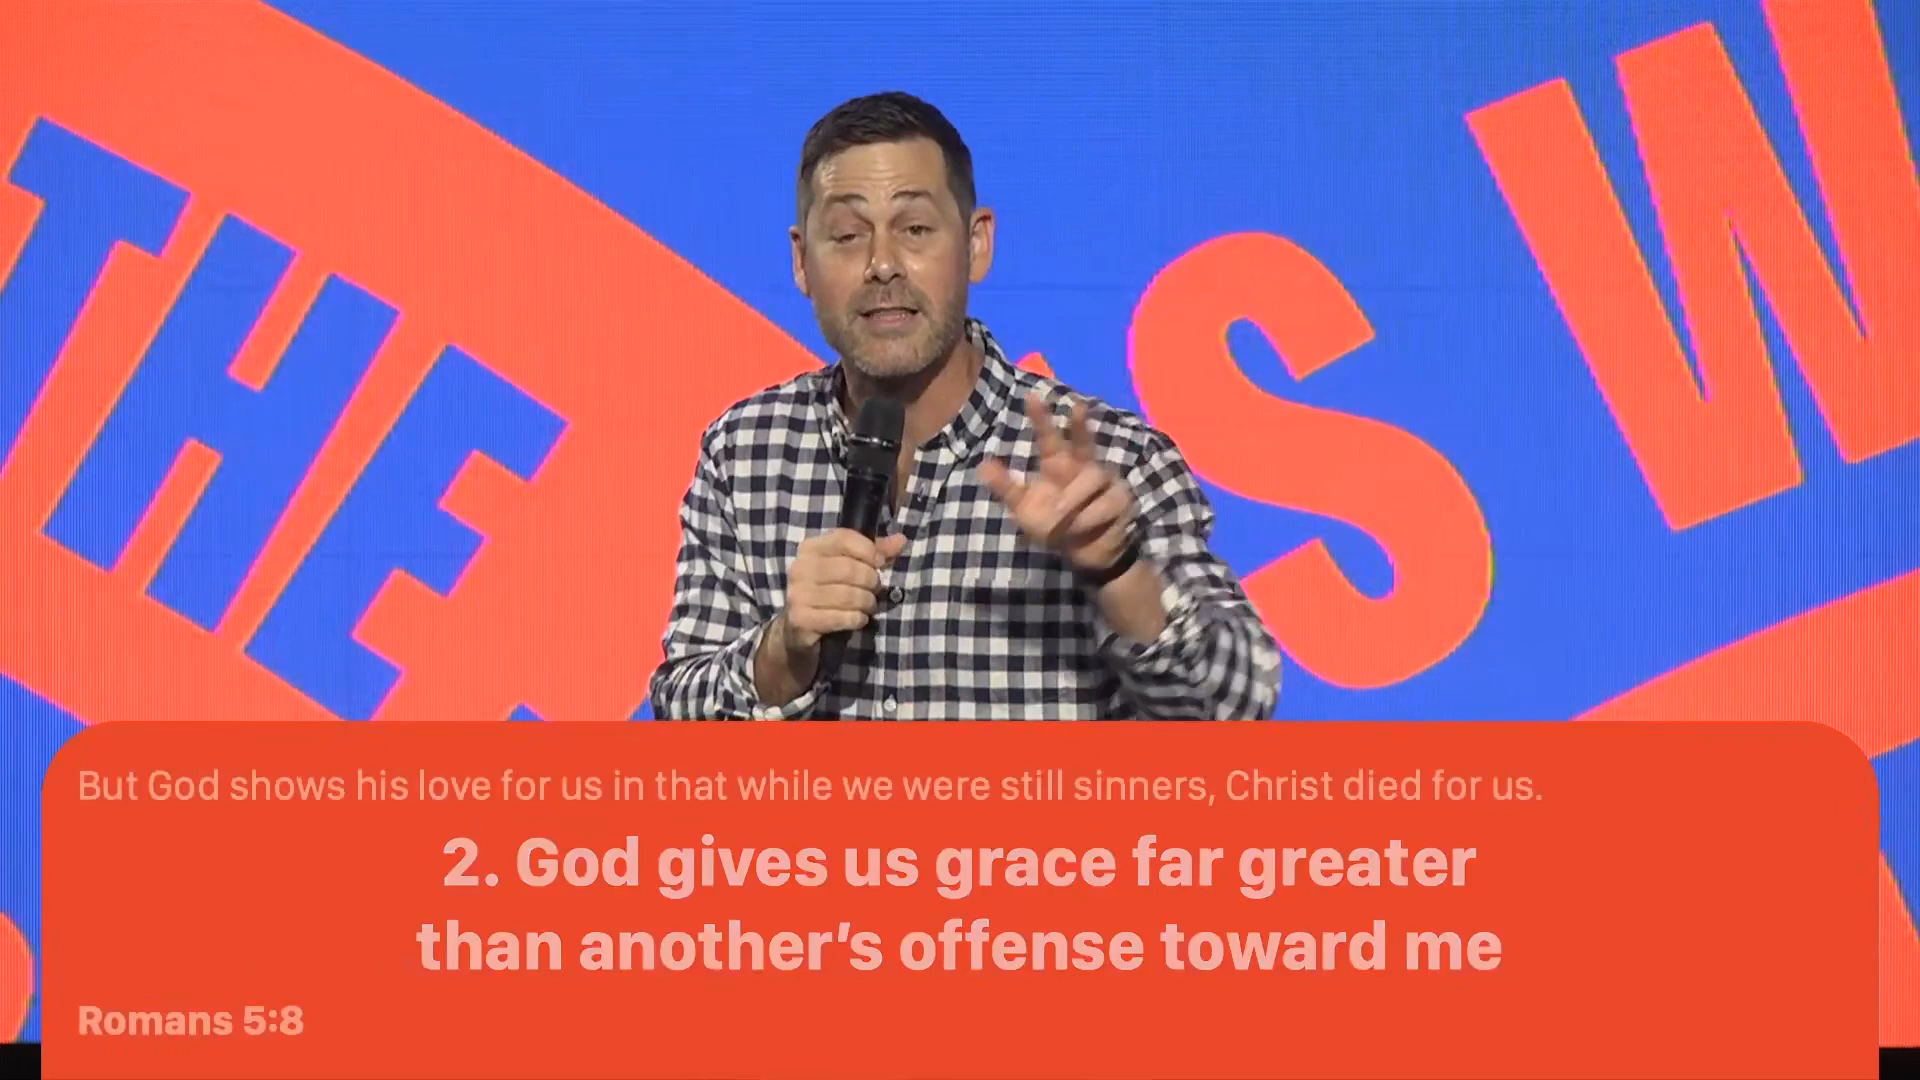 THE
S W
But God shows his love for us in that while we were still sinners, Christ died for us.
2. God gives us grace far greater
than another's offense toward me
Romans 5:8